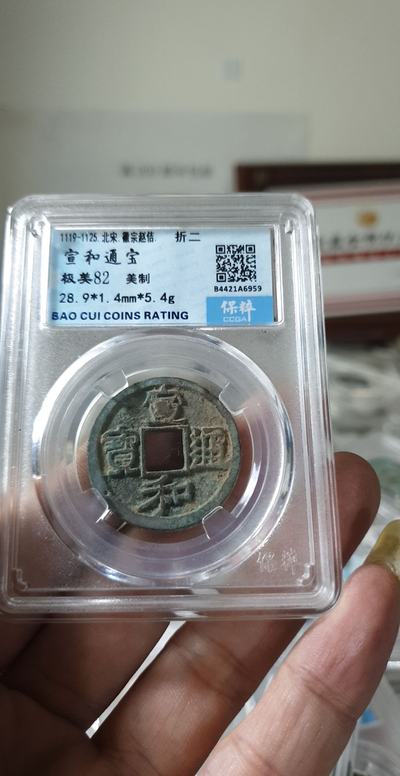 1119-1125.北宋.徽宗赵佶. 折二
宣和通宝
极美82 美制
28.9*1.4mm*5.4g
BAO CUI COINS RATING
B4421A6959
保粹
CCGA
宣
寶 通
和
保粹